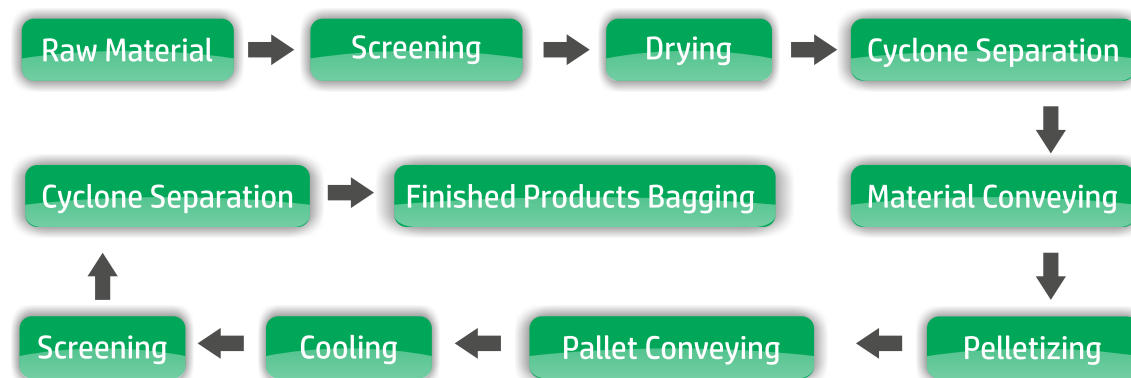 Raw Material
Screening
Drying
Cyclone Separation
Material Conveying
Pelletizing
Pallet Conveying
Cooling
Screening
Cyclone Separation
Finished Products Bagging